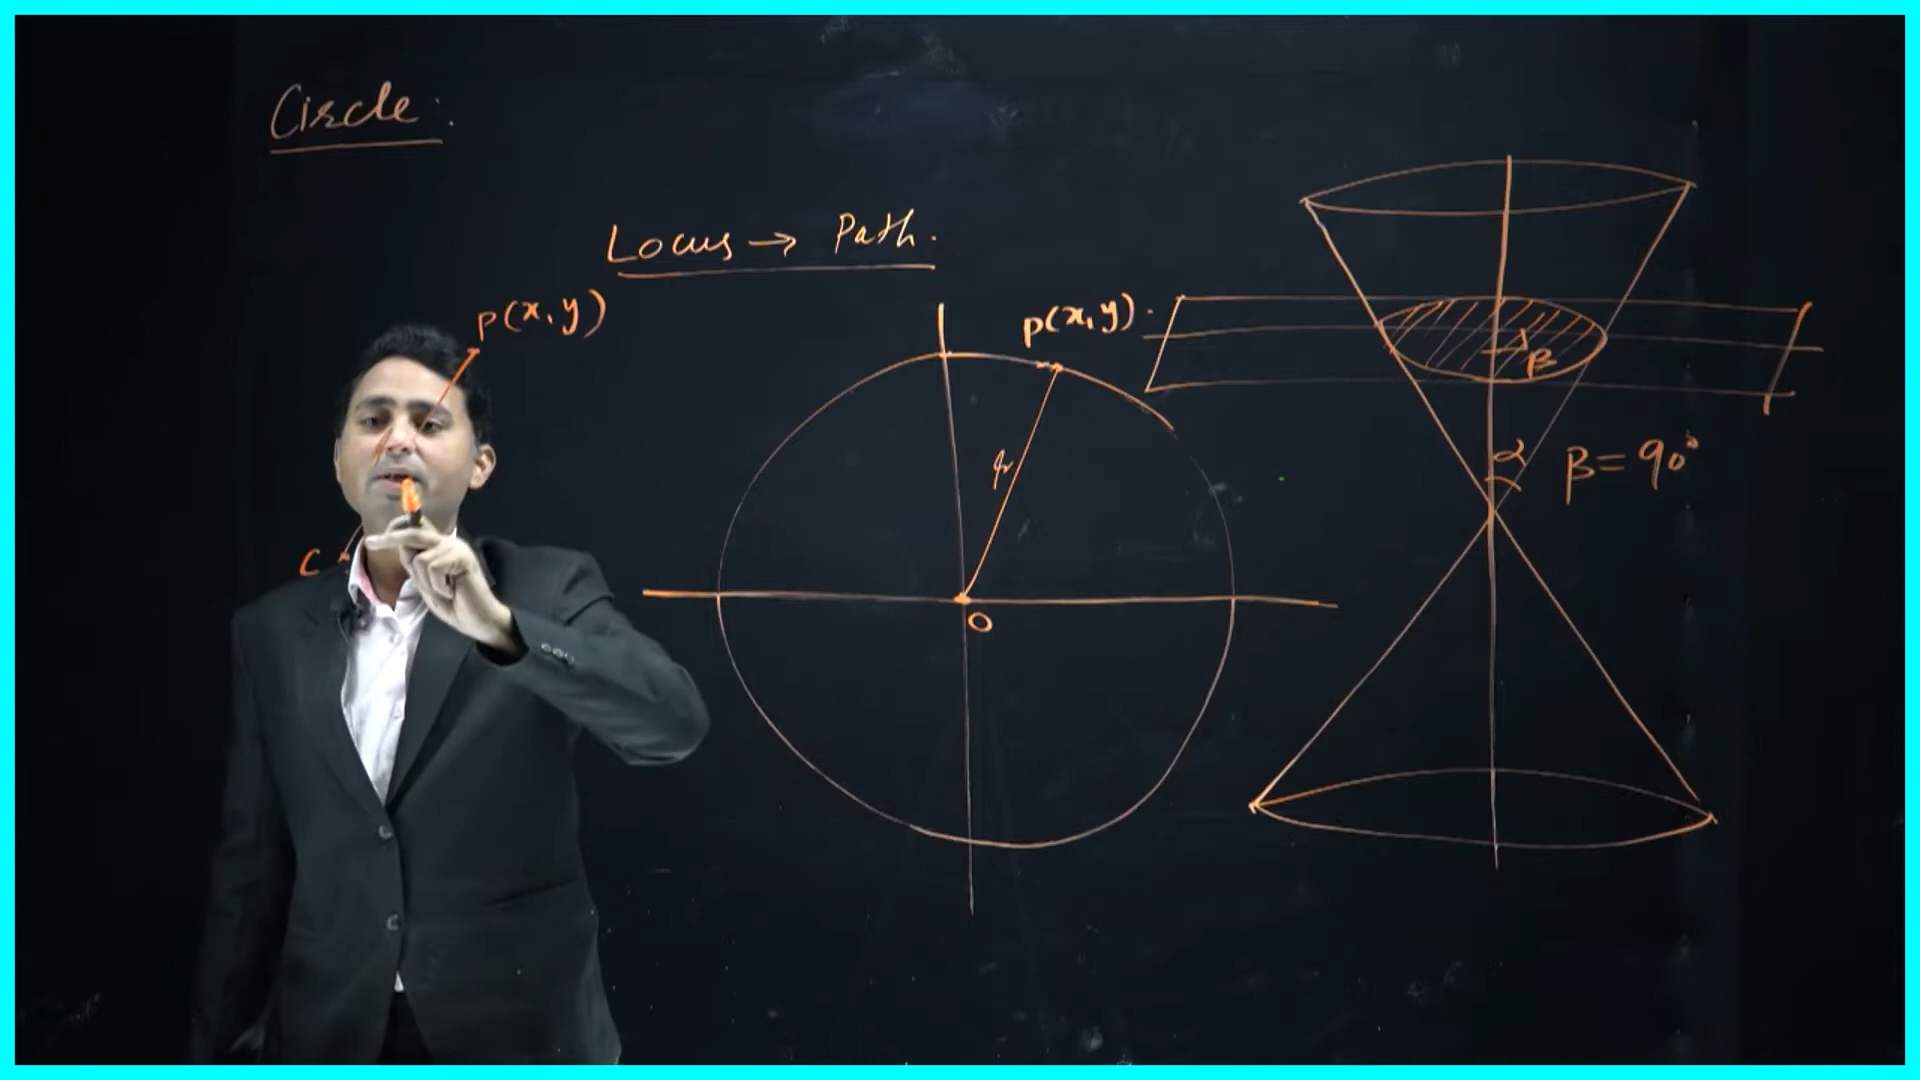 Circle:
Locus → Path.
P(x, y)
P(x, y).
β
r
α
β = 90°
C
O